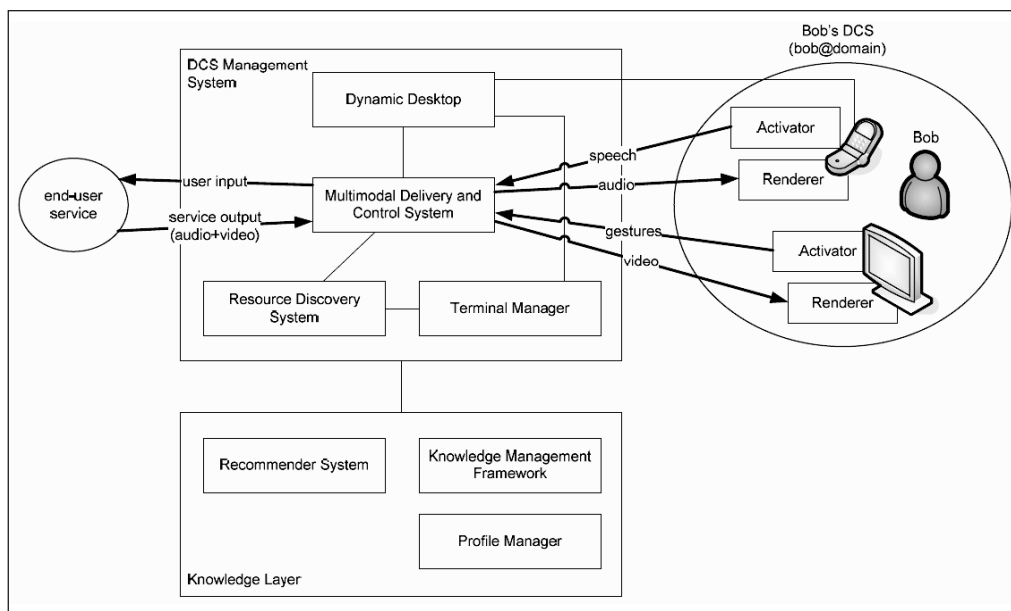 Bob's DCS
(bob@domain)
DCS Management
System
Dynamic Desktop
Activator
Bob
speech
Renderer
audio
user input
Multimodal Delivery and
Control System
end-user
service
service output
(audio+video)
gestures
Activator
video
Resource Discovery
System
Terminal Manager
Renderer
Recommender System
Knowledge Management
Framework
Profile Manager
Knowledge Layer